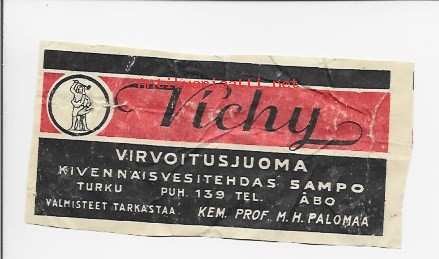 Vichy
VIRVOITUSJUOMA
KIVENNÄISVESITEHDAS SAMPO
TURKU PUH. 139 TEL. ÅBO
VALMISTEET TARKASTAA KEM. PROF. M. H. PALOMAA